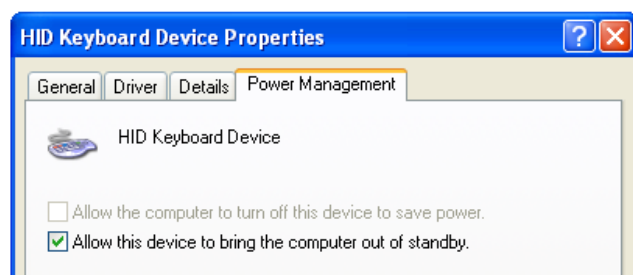 HID Keyboard Device Properties
General Driver Details Power Management
HID Keyboard Device
Allow the computer to turn off this device to save power.
Allow this device to bring the computer out of standby.